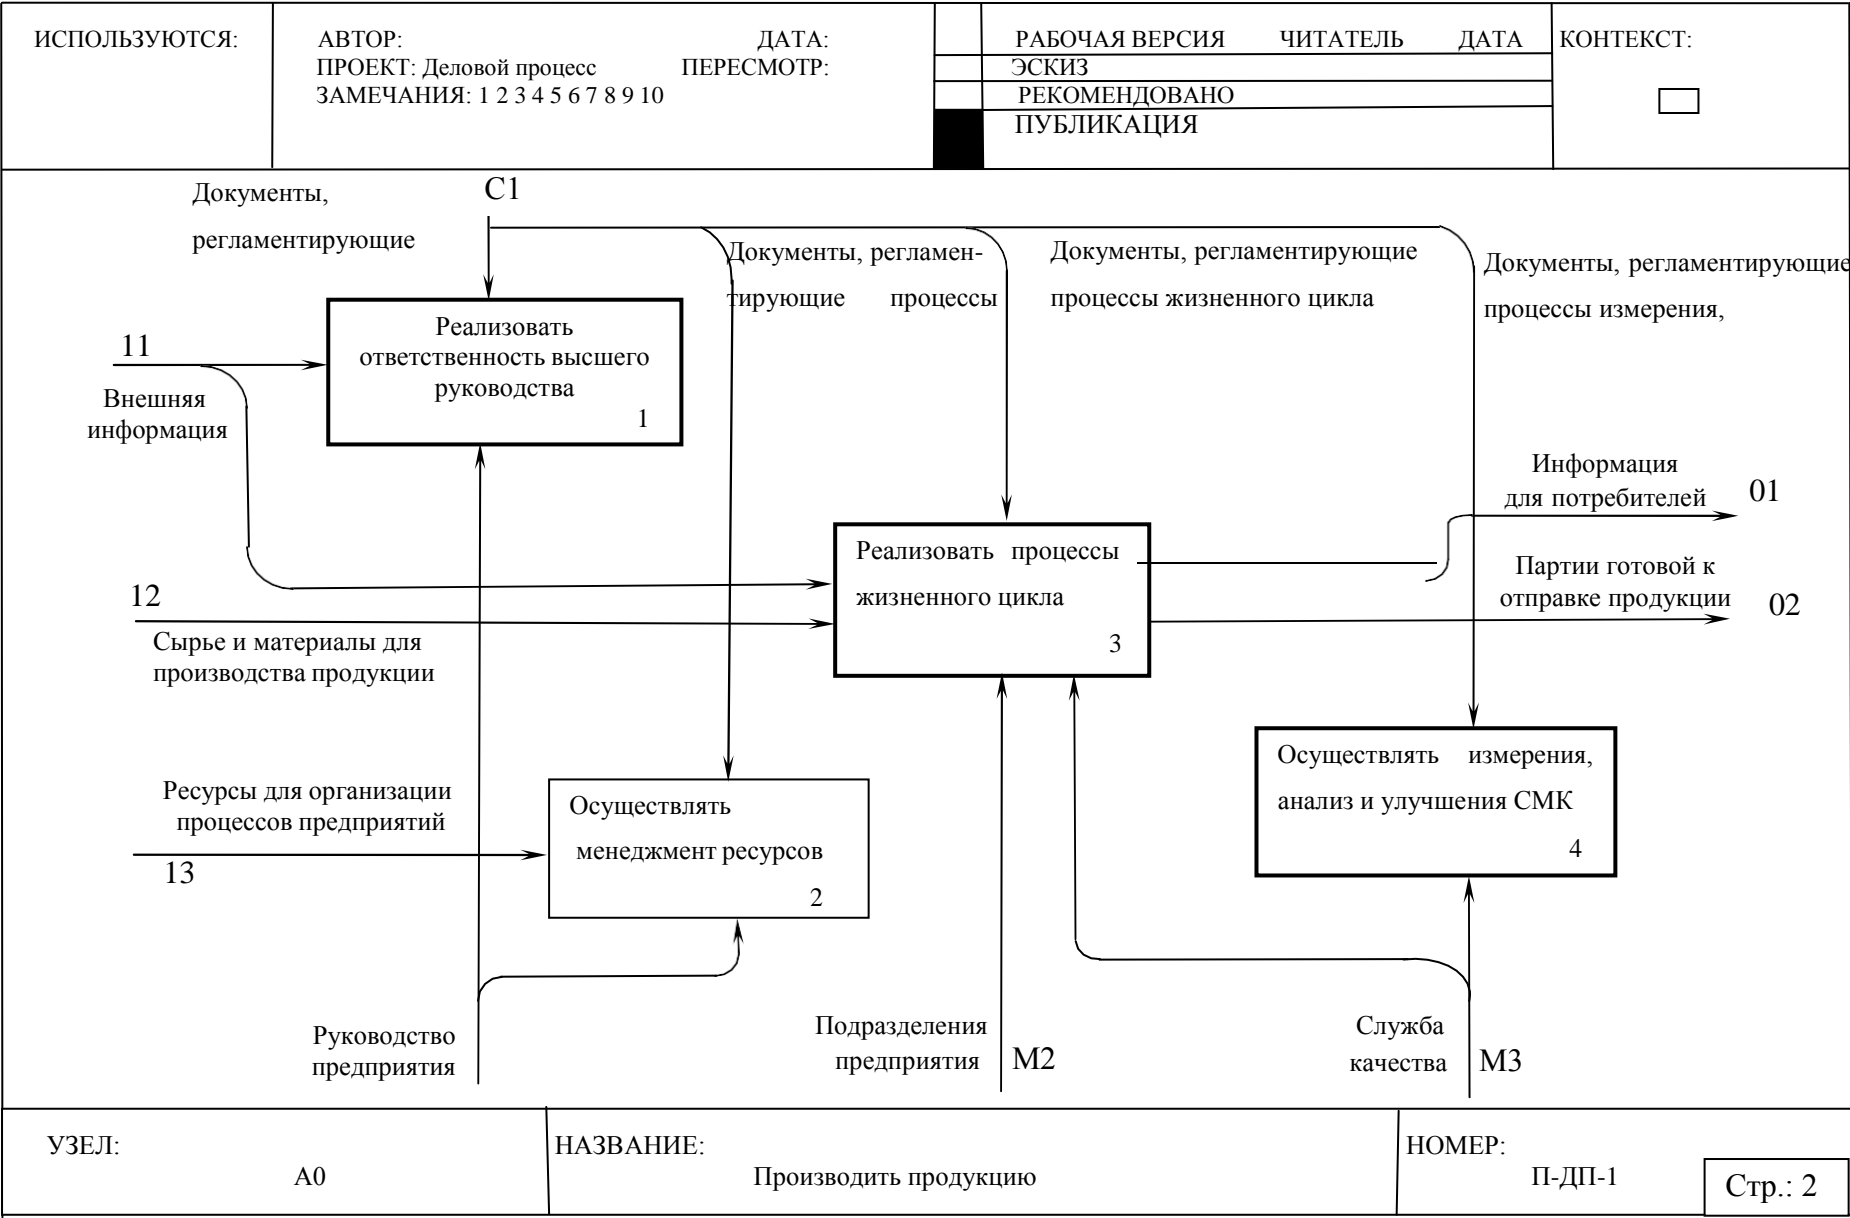 ИСПОЛЬЗУЮТСЯ:
АВТОР: ДАТА:
ПРОЕКТ: Деловой процесс ПЕРЕСМОТР:
ЗАМЕЧАНИЯ: 1 2 3 4 5 6 7 8 9 10
РАБОЧАЯ ВЕРСИЯ ЧИТАТЕЛЬ ДАТА
ЭСКИЗ
РЕКОМЕНДОВАНО
ПУБЛИКАЦИЯ
КОНТЕКСТ:
Документы,
регламентирующие
С1
Документы, регламен-
тирующие процессы
Документы, регламентирующие
процессы жизненного цикла
Документы, регламентирующие
процессы измерения,
Реализовать
ответственность высшего
руководства
1
11
Внешняя
информация
Информация
для потребителей
01
Реализовать процессы
жизненного цикла
3
Партии готовой к
отправке продукции
02
12
Сырье и материалы для
производства продукции
Осуществлять измерения,
анализ и улучшения СМК
4
Ресурсы для организации
процессов предприятий
13
Осуществлять
менеджмент ресурсов
2
Руководство
предприятия
Подразделения
предприятия
М2
Служба
качества
М3
УЗЕЛ:
А0
НАЗВАНИЕ:
Производить продукцию
НОМЕР:
П-ДП-1
Стр.: 2